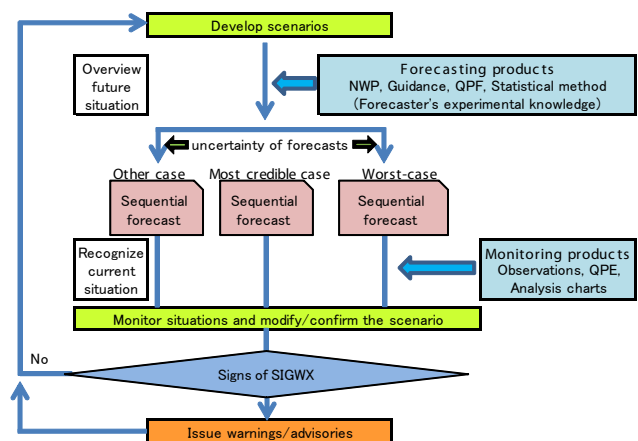 Develop scenarios
Overview
future
situation
Forecasting products
NWP, Guidance, QPF, Statistical method
(Forecaster's experimental knowledge)
uncertainty of forecasts
Other case
Most credible case
Worst-case
Sequential
forecast
Sequential
forecast
Sequential
forecast
Recognize
current
situation
Monitoring products
Observations, QPE,
Analysis charts
Monitor situations and modify/confirm the scenario
No
Signs of SIGWX
Issue warnings/advisories